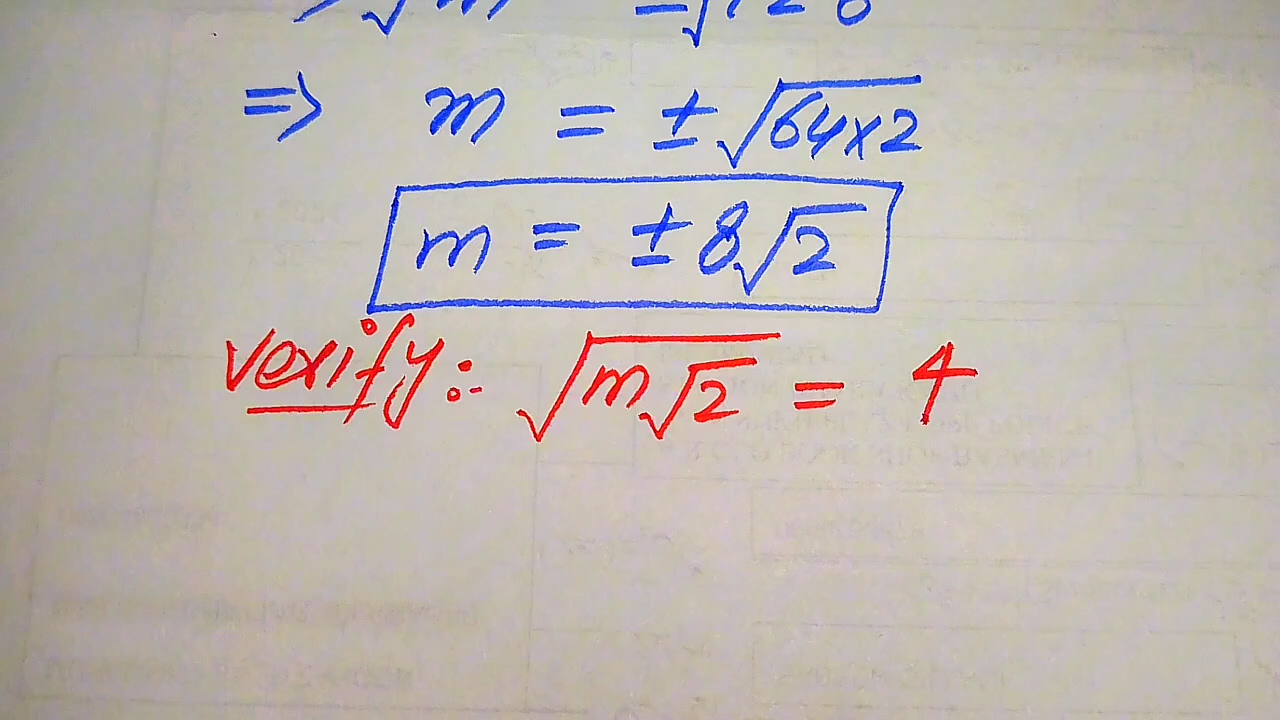 => m = ±√64×2
m = ±8√2
verify:- √m√2 = 4